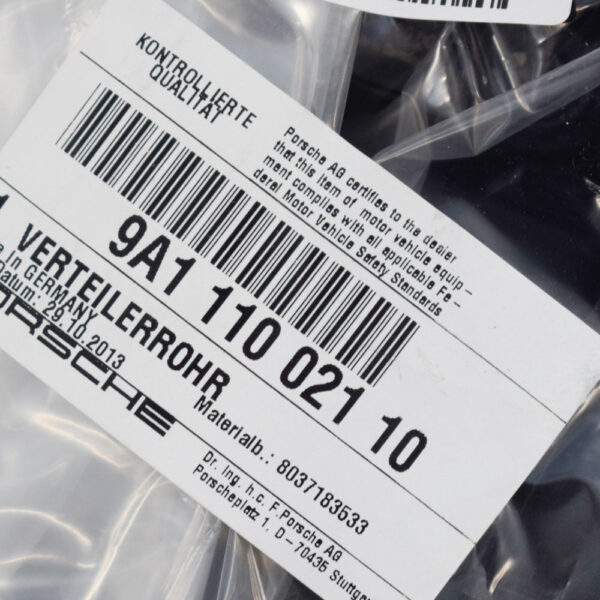 KONTROLLIERTE
QUALITÄT
Porsche AG certifies to the dealer
that this item of motor vehicle equip-
ment complies with all applicable Fe-
deral Motor Vehicle Safety Standards
9A1 110 021 10
VERTEILERROHR
in GERMANY
Datum: 29.10.2013
PORSCHE
Materialb.: 8037183533
Dr. Ing. h.c. F.Porsche AG
Porscheplatz 1, D-70435 Stuttgart